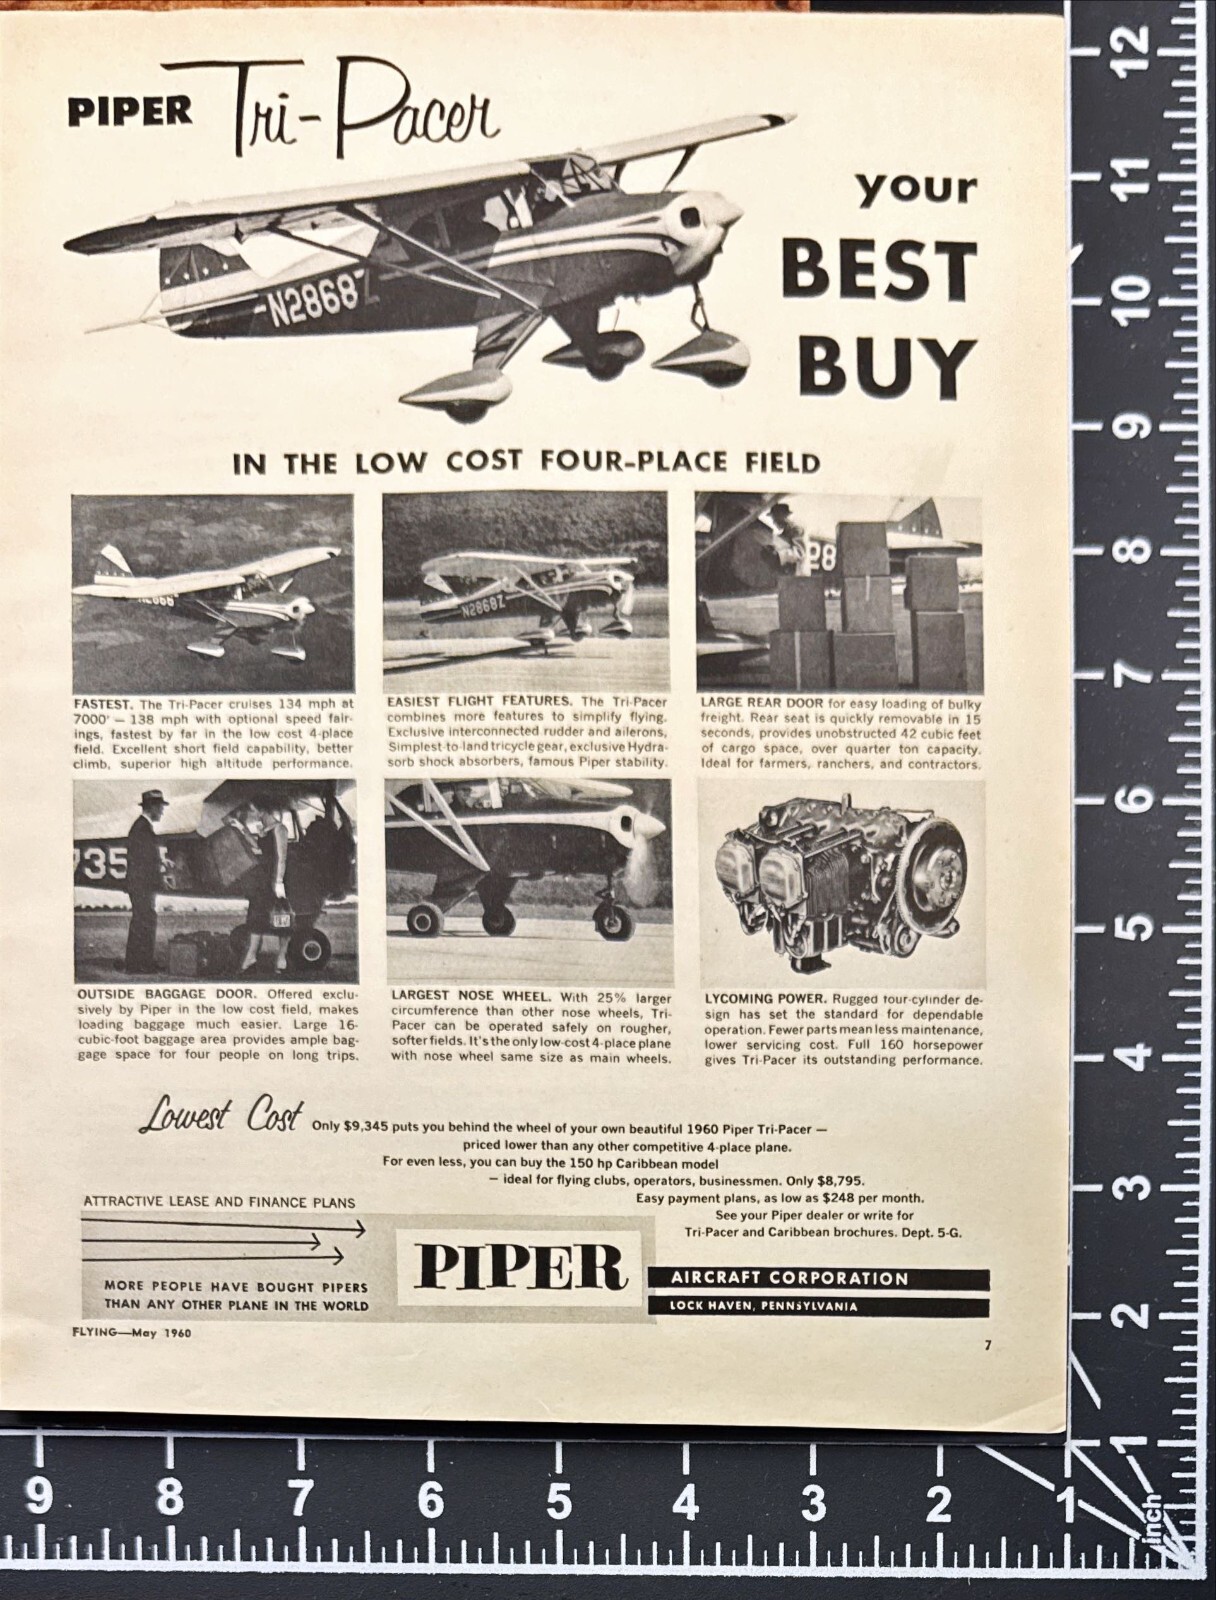 PIPER Tri-Pacer
your
BEST
BUY
N2868Z
IN THE LOW COST FOUR-PLACE FIELD
N2868Z
28
FASTEST. The Tri-Pacer cruises 134 mph at
7000' — 138 mph with optional speed fair-
ings, fastest by far in the low cost 4-place
field. Excellent short field capability, better
climb, superior high altitude performance.
EASIEST FLIGHT FEATURES. The Tri-Pacer
combines more features to simplify flying.
Exclusive interconnected rudder and ailerons,
Simplest-to-land tricycle gear, exclusive Hydra-
sorb shock absorbers, famous Piper stability.
LARGE REAR DOOR for easy loading of bulky
freight. Rear seat is quickly removable in 15
seconds, provides unobstructed 42 cubic feet
of cargo space, over quarter ton capacity.
Ideal for farmers, ranchers, and contractors.
735
OUTSIDE BAGGAGE DOOR. Offered exclu-
sively by Piper in the low cost field, makes
loading baggage much easier. Large 16-
cubic-foot baggage area provides ample bag-
gage space for four people on long trips.
LARGEST NOSE WHEEL. With 25% larger
circumference than other nose wheels, Tri-
Pacer can be operated safely on rougher,
softer fields. It's the only low-cost 4-place plane
with nose wheel same size as main wheels.
LYCOMING POWER. Rugged four-cylinder de-
sign has set the standard for dependable
operation. Fewer parts mean less maintenance,
lower servicing cost. Full 160 horsepower
gives Tri-Pacer its outstanding performance.
Lowest Cost Only $9,345 puts you behind the wheel of your own beautiful 1960 Piper Tri-Pacer —
priced lower than any other competitive 4-place plane.
For even less, you can buy the 150 hp Caribbean model
— ideal for flying clubs, operators, businessmen. Only $8,795.
Easy payment plans, as low as $248 per month.
See your Piper dealer or write for
Tri-Pacer and Caribbean brochures. Dept. 5-G.
ATTRACTIVE LEASE AND FINANCE PLANS
MORE PEOPLE HAVE BOUGHT PIPERS
THAN ANY OTHER PLANE IN THE WORLD
PIPER
AIRCRAFT CORPORATION
LOCK HAVEN, PENNSYLVANIA
FLYING—May 1960
7
12
11
10
9
8
7
6
5
4
3
2
1
inch
9 8 7 6 5 4 3 2 1